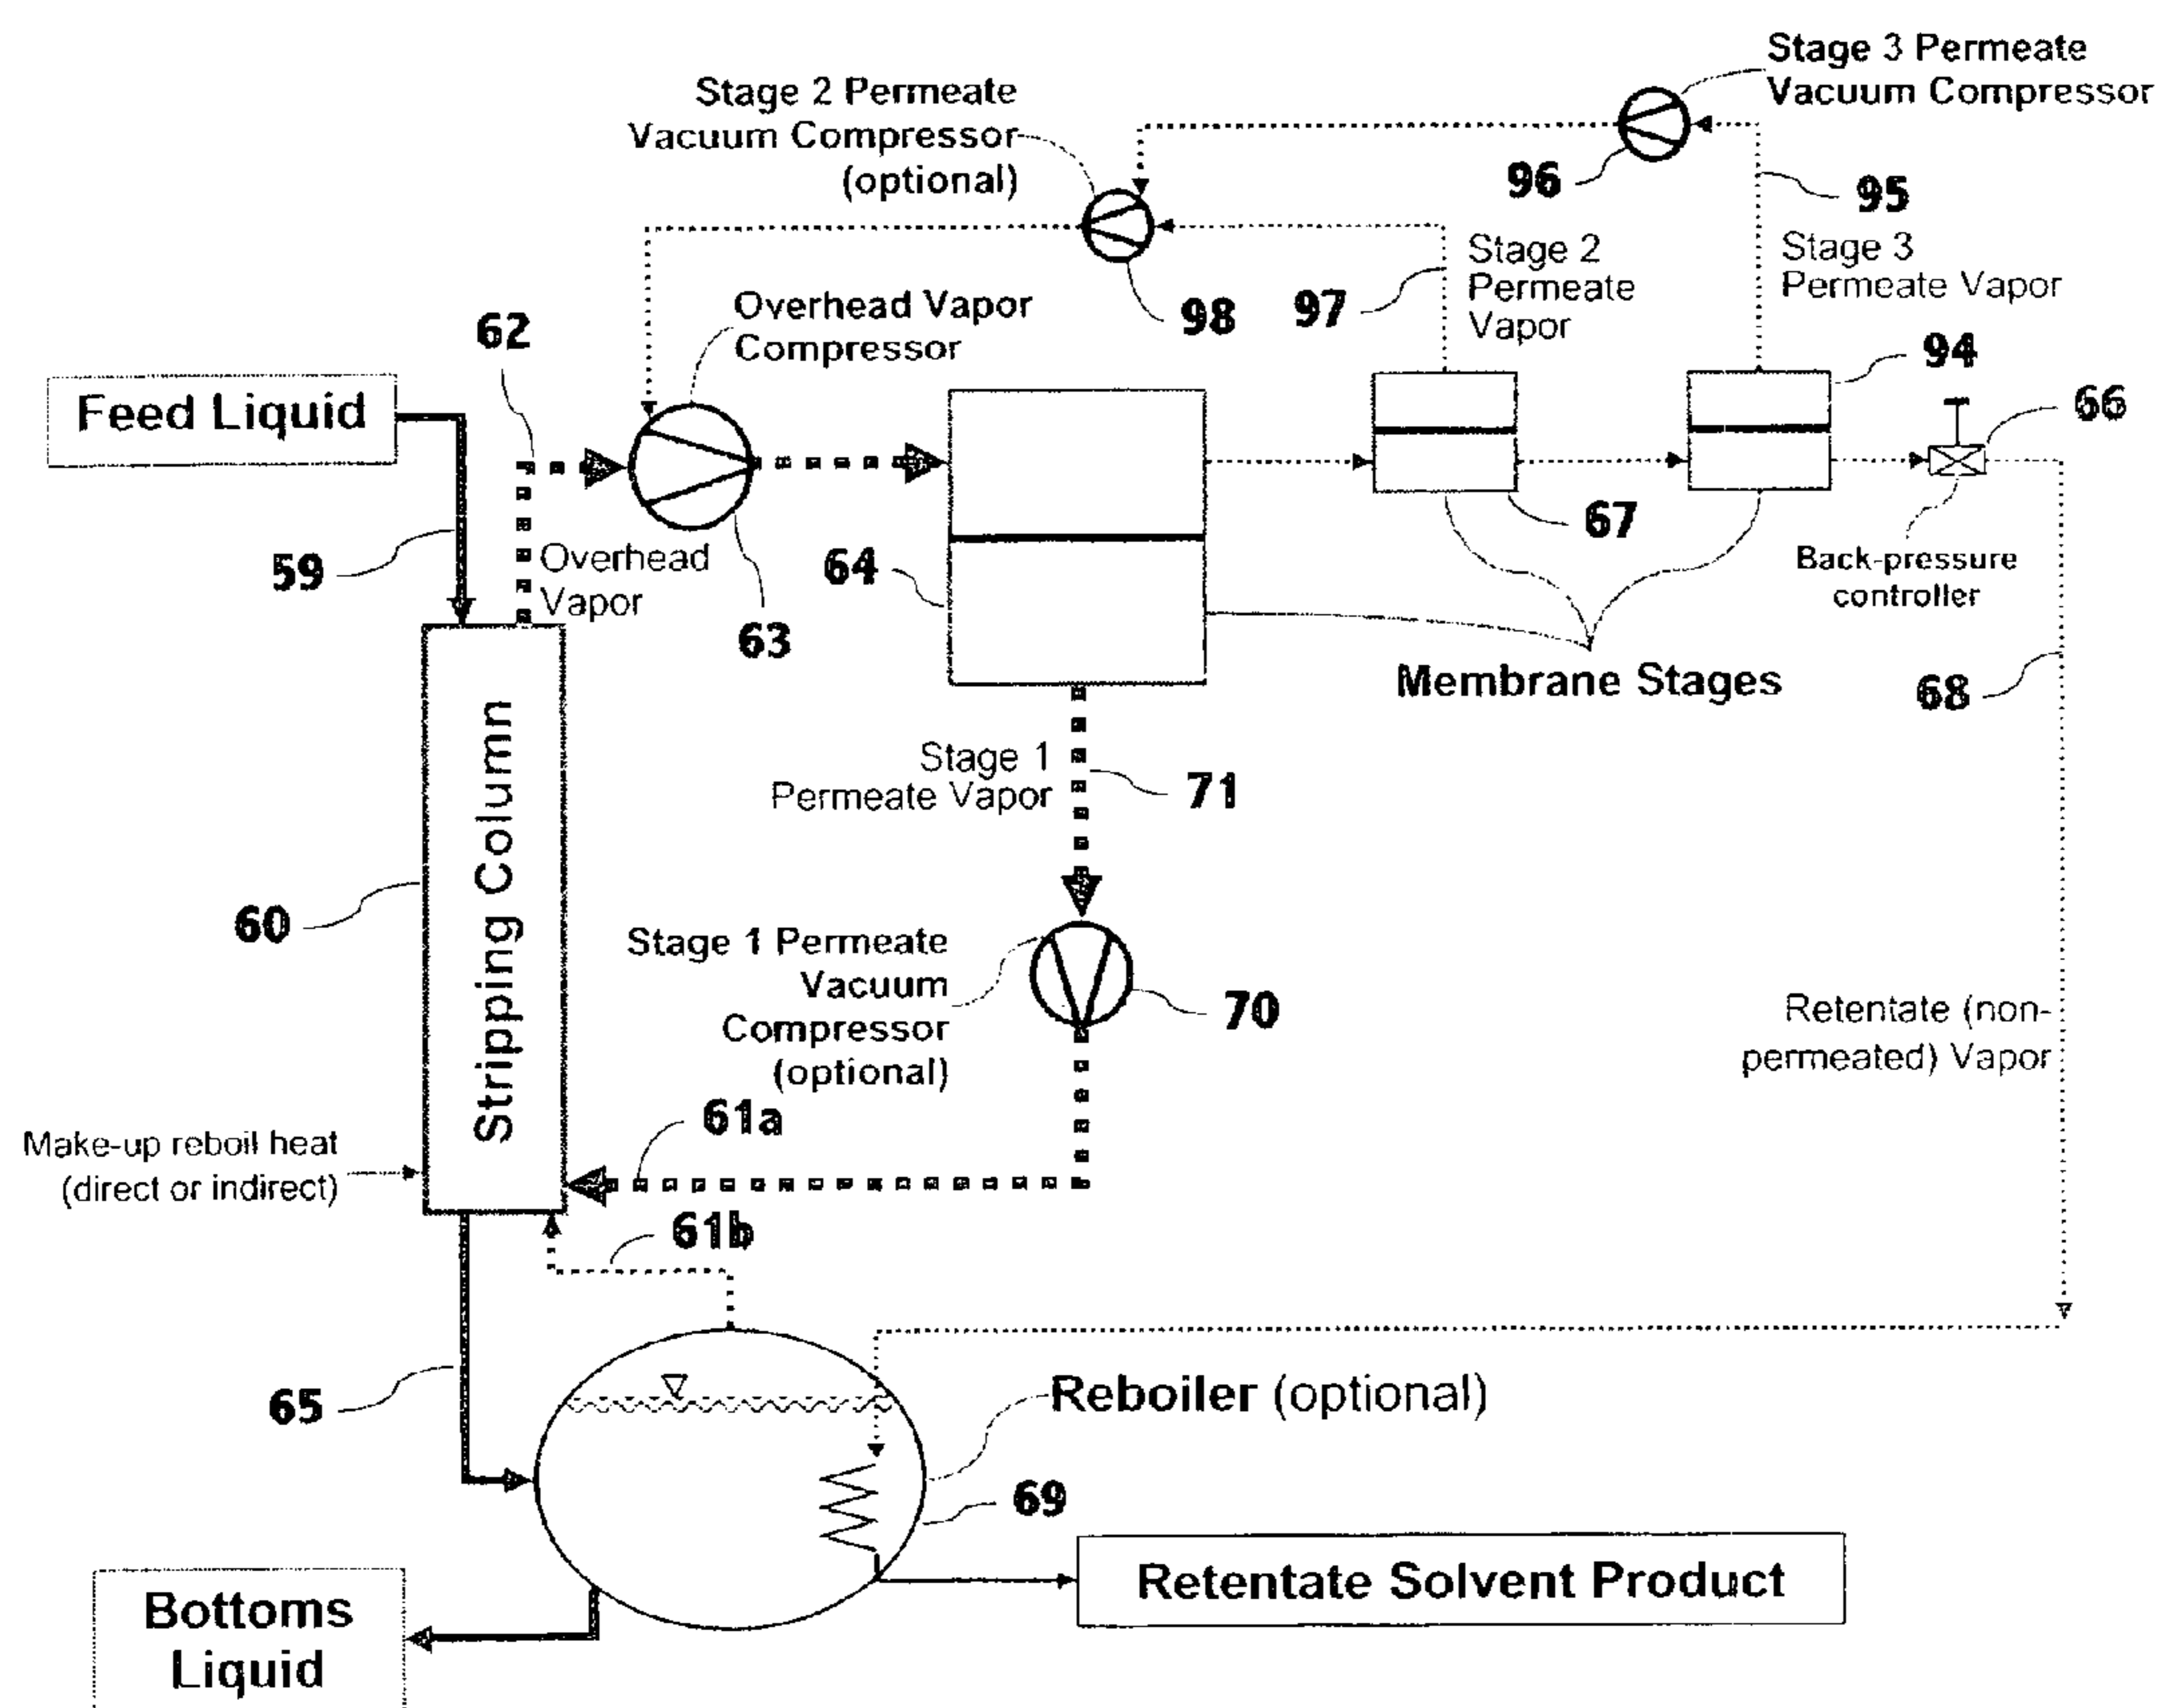 Stage 3 Permeate
Vacuum Compressor
Stage 2 Permeate
Vacuum Compressor
(optional)
96
95
Stage 3
Permeate Vapor
Stage 2
Permeate
Vapor
98
97
Overhead Vapor
Compressor
62
94
66
Feed Liquid
67
59
Overhead
Vapor
64
63
Back-pressure
controller
Membrane Stages
68
Stage 1
Permeate Vapor
71
Stripping Column
60
Stage 1 Permeate
Vacuum
Compressor
(optional)
70
Retentate (non-
permeated) Vapor
61a
Make-up reboil heat
(direct or indirect)
61b
65
Reboiler (optional)
69
Retentate Solvent Product
Bottoms
Liquid